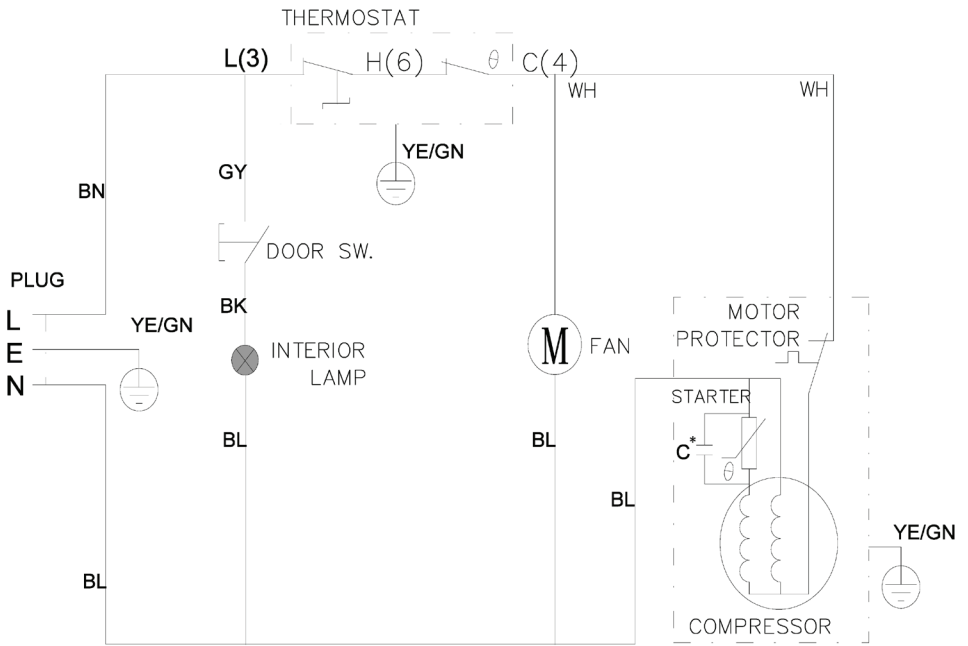 THERMOSTAT
L(3)
H(6)
θ
C(4)
WH
WH
YE/GN
GY
BN
DOOR SW.
PLUG
BK
YE/GN
L
E
N
INTERIOR
LAMP
M
FAN
MOTOR
PROTECTOR
STARTER
C*
θ
BL
BL
BL
YE/GN
BL
COMPRESSOR